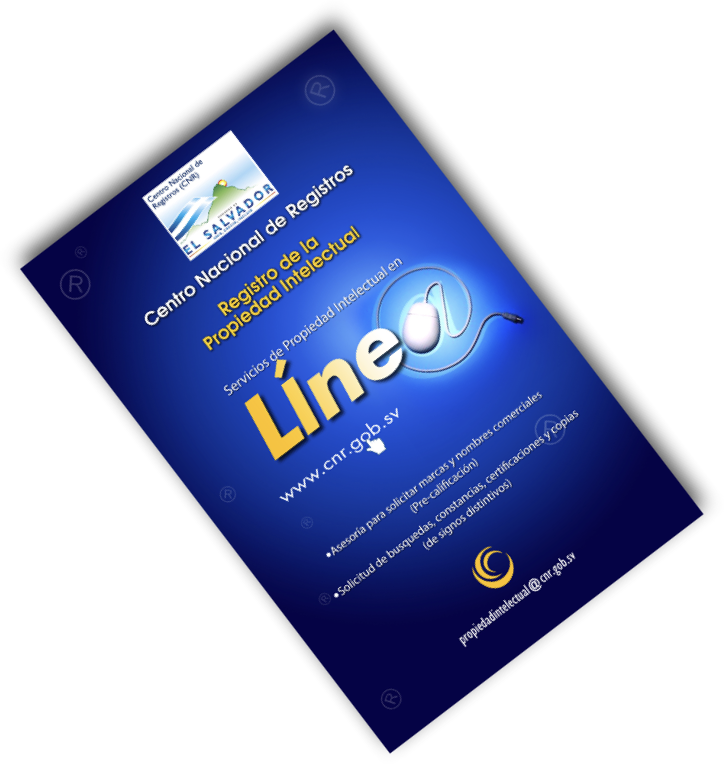 Centro Nacional de
Registros (CNR)
EL SALVADOR
Centro Nacional de Registros
Registro de la
Propiedad Intelectual
Servicios de Propiedad Intelectual en
Líne@
www.cnr.gob.sv
•Asesoría para solicitar marcas y nombres comerciales
(Pre-calificación)
•Solicitud de busquedas, constancias, certificaciones y copias
(de signos distintivos)
propiedadintelectual@cnr.gob.sv